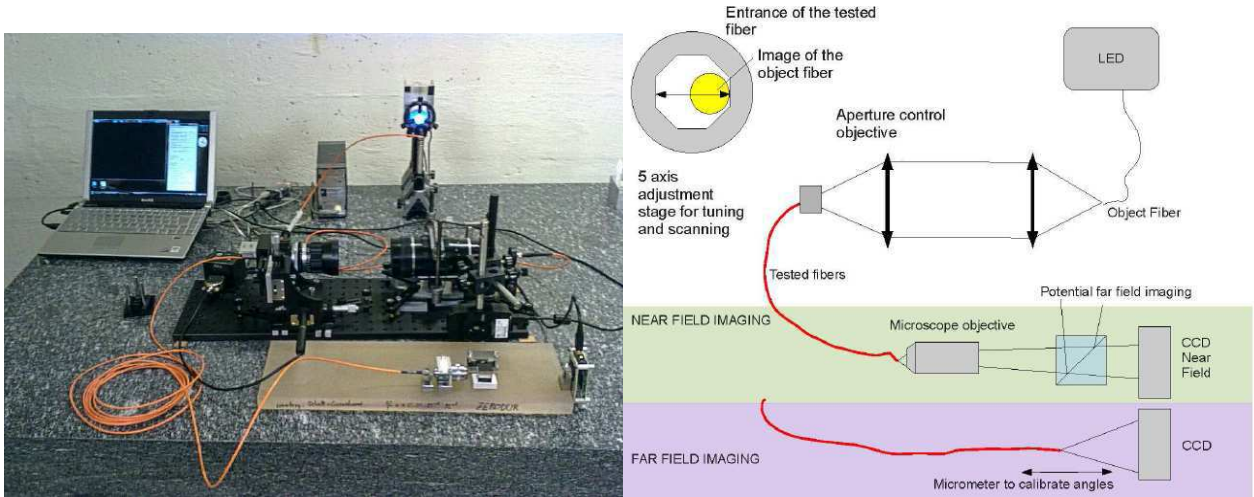 Entrance of the tested
fiber
Image of the
object fiber
LED
Aperture control
objective
5 axis
adjustment
stage for tuning
and scanning
Object Fiber
Tested fibers
Potential far field imaging
NEAR FIELD IMAGING
Microscope objective
CCD
Near
Field
FAR FIELD IMAGING
CCD
Micrometer to calibrate angles
ZERODUR